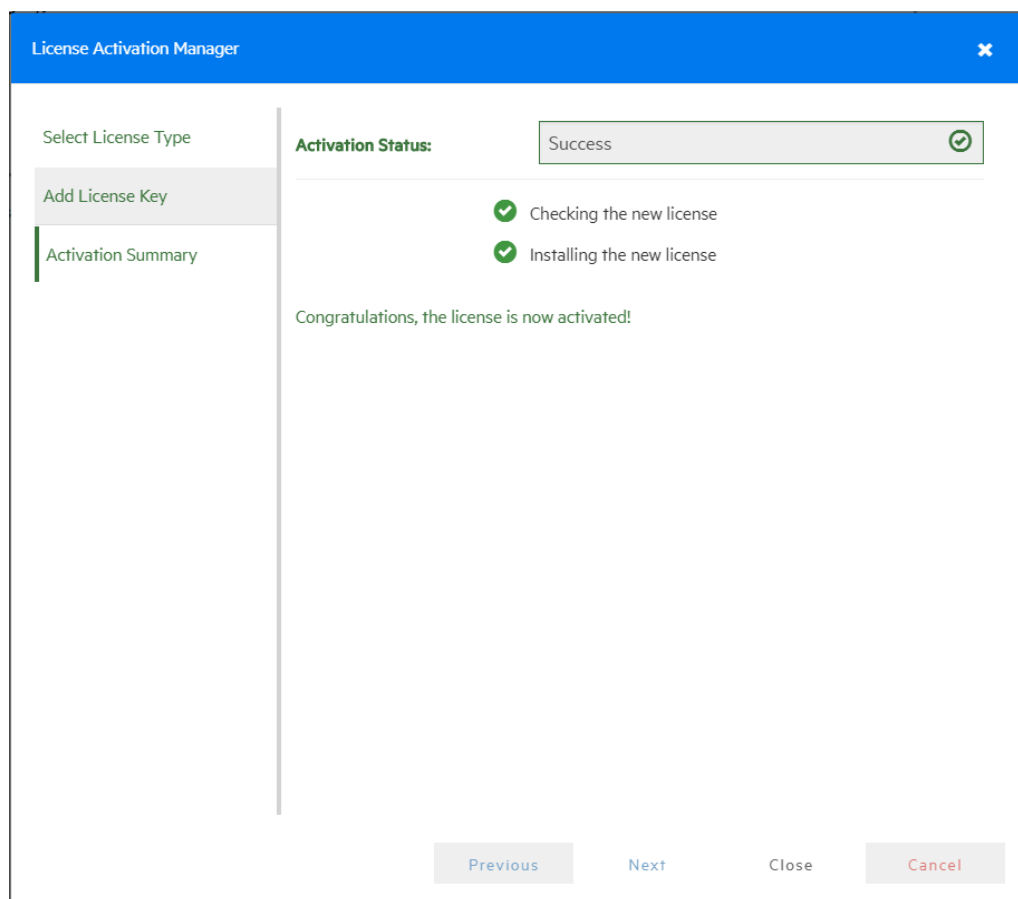 License Activation Manager
Select License Type
Add License Key
Activation Summary
Activation Status:
Success
Checking the new license
Installing the new license
Congratulations, the license is now activated!
Previous
Next
Close
Cancel